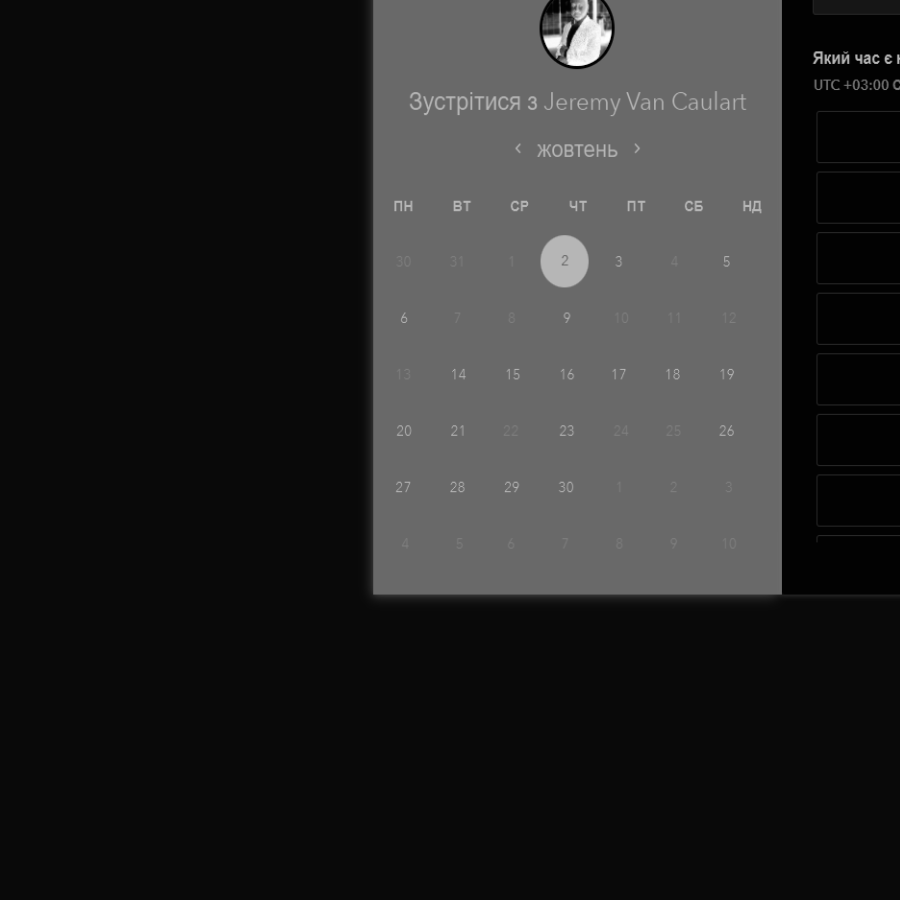 Зустрітися з Jeremy Van Caulart
‹ жовтень ›
ПН ВТ СР ЧТ ПТ СБ НД
30 31 1 2 3 4 5
6 7 8 9 10 11 12
13 14 15 16 17 18 19
20 21 22 23 24 25 26
27 28 29 30 1 2 3
4 5 6 7 8 9 10
Який час є
UTC +03:00